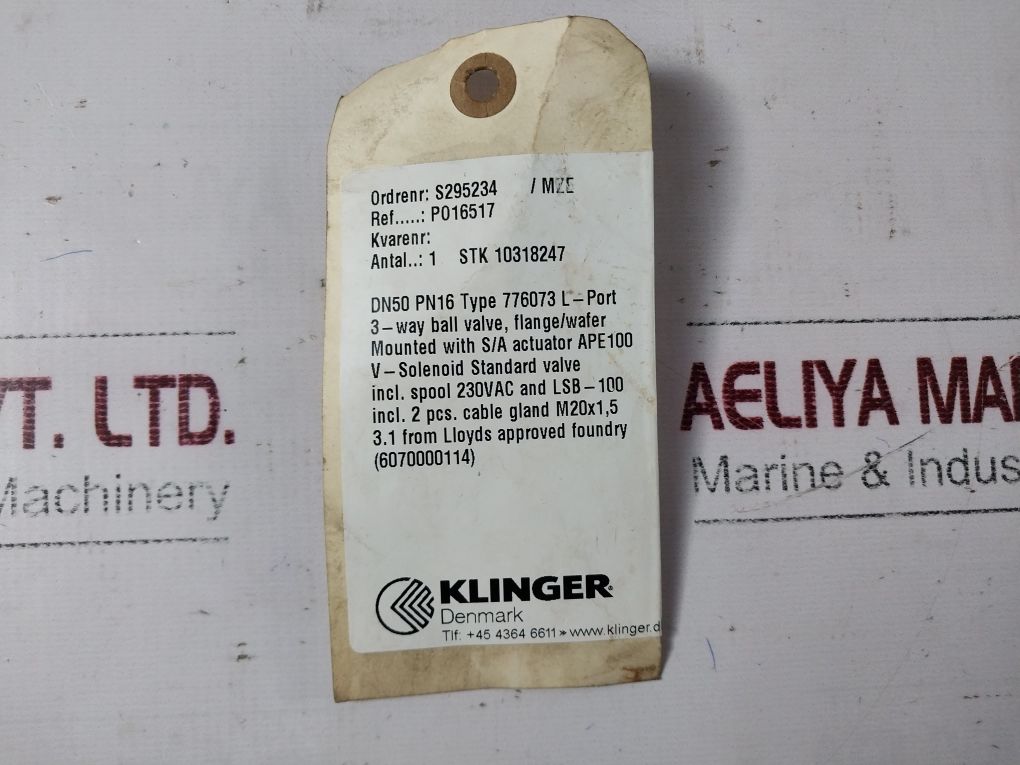 Ordrenr: S295234 / MZE
Ref.....: P016517
Kvarenr:
Antal..: 1 STK 10318247
DN50 PN16 Type 776073 L-Port
3-way ball valve, flange/wafer
Mounted with S/A actuator APE100
V-Solenoid Standard valve
incl. spool 230VAC and LSB-100
incl. 2 pcs. cable gland M20x1,5
3.1 from Lloyds approved foundry
(6070000114)
KLINGER®
Denmark
Tlf: +45 4364 6611 » www.klinger.d
VT. LTD.
Machinery
AELIYA MA
Marine & Indus